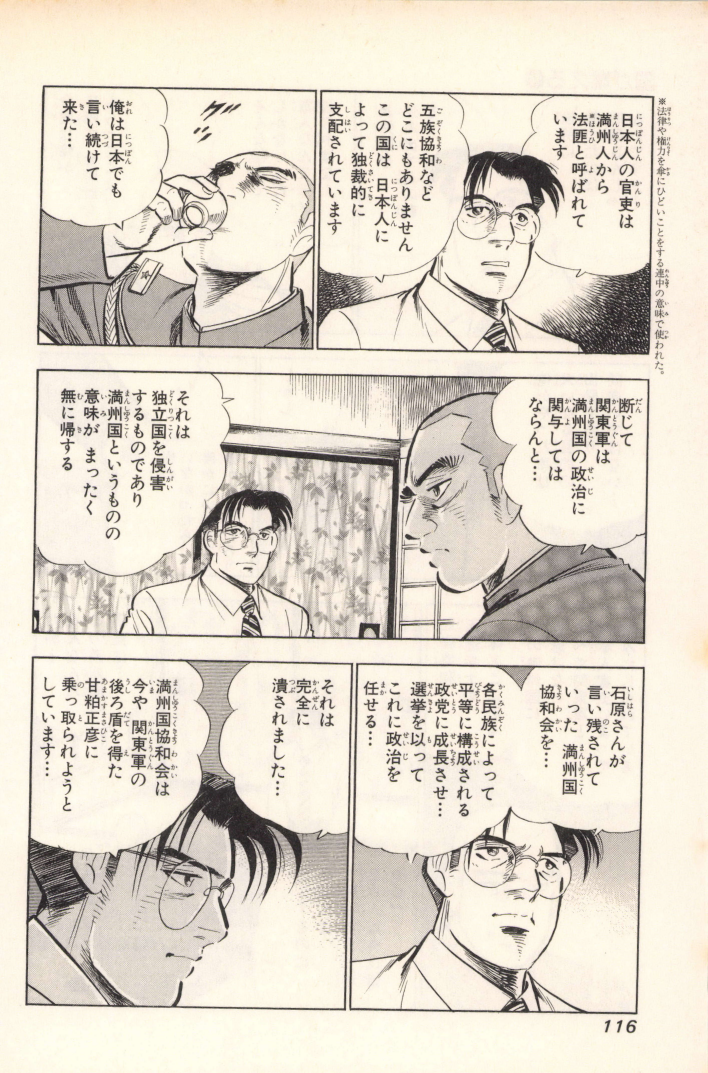 ※法律や権力を傘にひどいことをする連中の意味で使われた。
日本人の官吏は
満州人から
※法匪と呼ばれて
います
五族協和など
どこにもありません
この国は 日本人に
よって独裁的に
支配されています
グッ
俺は日本でも
言い続けて
来た…
断じて
関東軍は
満州国の政治に
関与しては
ならんと…
それは
独立国を侵害
するものであり
満州国というものの
意味が まったく
無に帰する
石原さんが
言い残されて
いった 満州国
協和会を…
各民族によって
平等に構成される
政党に成長させ…
選挙を以って
これに政治を
任せる…
それは
完全に
潰されました…
満州国協和会は
今や 関東軍の
後ろ盾を得た
甘粕正彦に
乗っ取られようと
しています…
116